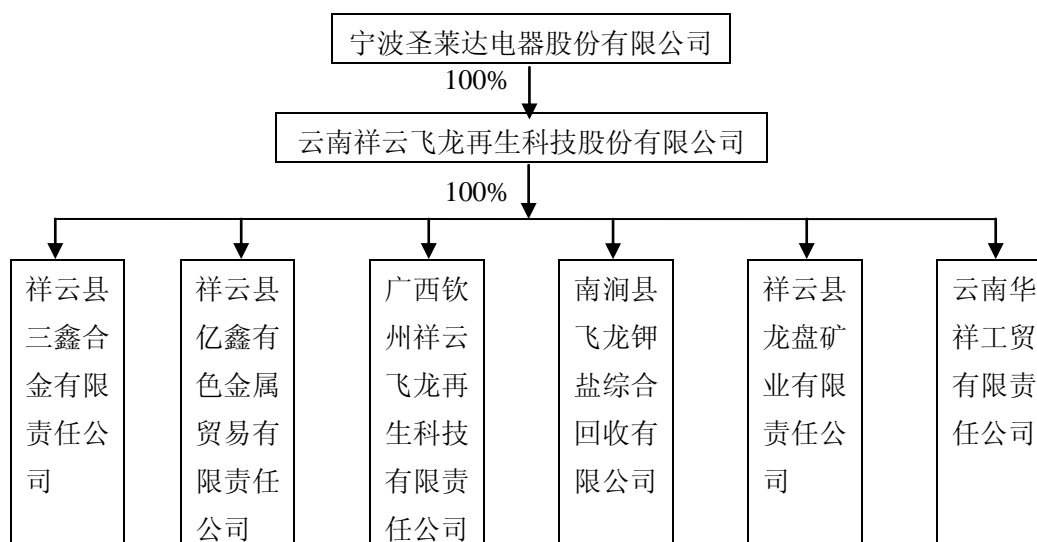 宁波圣莱达电器股份有限公司
100%
云南祥云飞龙再生科技股份有限公司
100%
祥云县
三鑫合
金有限
责任公
司
祥云县
亿鑫有
色金属
贸易有
限责任
公司
广西钦
州祥云
飞龙再
生科技
有限责
任公司
南涧县
飞龙钾
盐综合
回收有
限公司
祥云县
龙盘矿
业有限
责任公
司
云南华
祥工贸
有限责
任公司